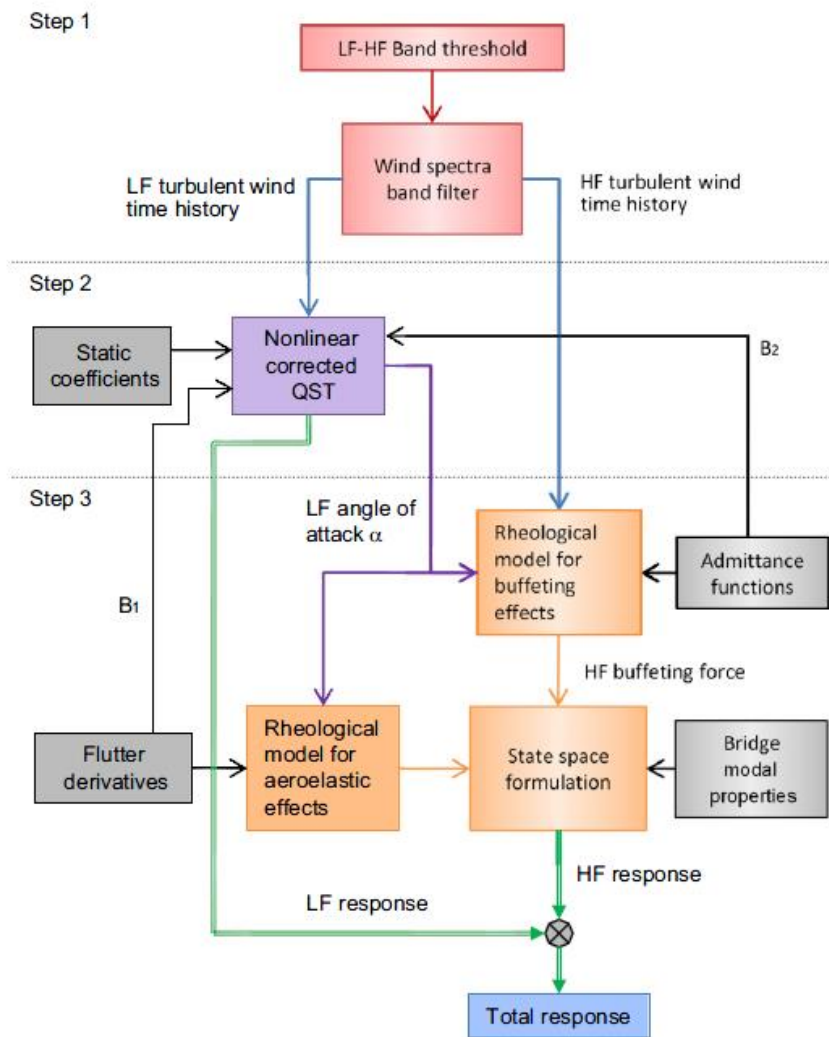 Step 1
LF-HF Band threshold
Wind spectra
band filter
LF turbulent wind
time history
HF turbulent wind
time history
Step 2
Static
coefficients
Nonlinear
corrected
QST
B2
Step 3
LF angle of
attack α
Rheological
model for
buffeting
effects
Admittance
functions
B1
HF buffeting force
Flutter
derivatives
Rheological
model for
aeroelastic
effects
State space
formulation
Bridge
modal
properties
HF response
LF response
Total response